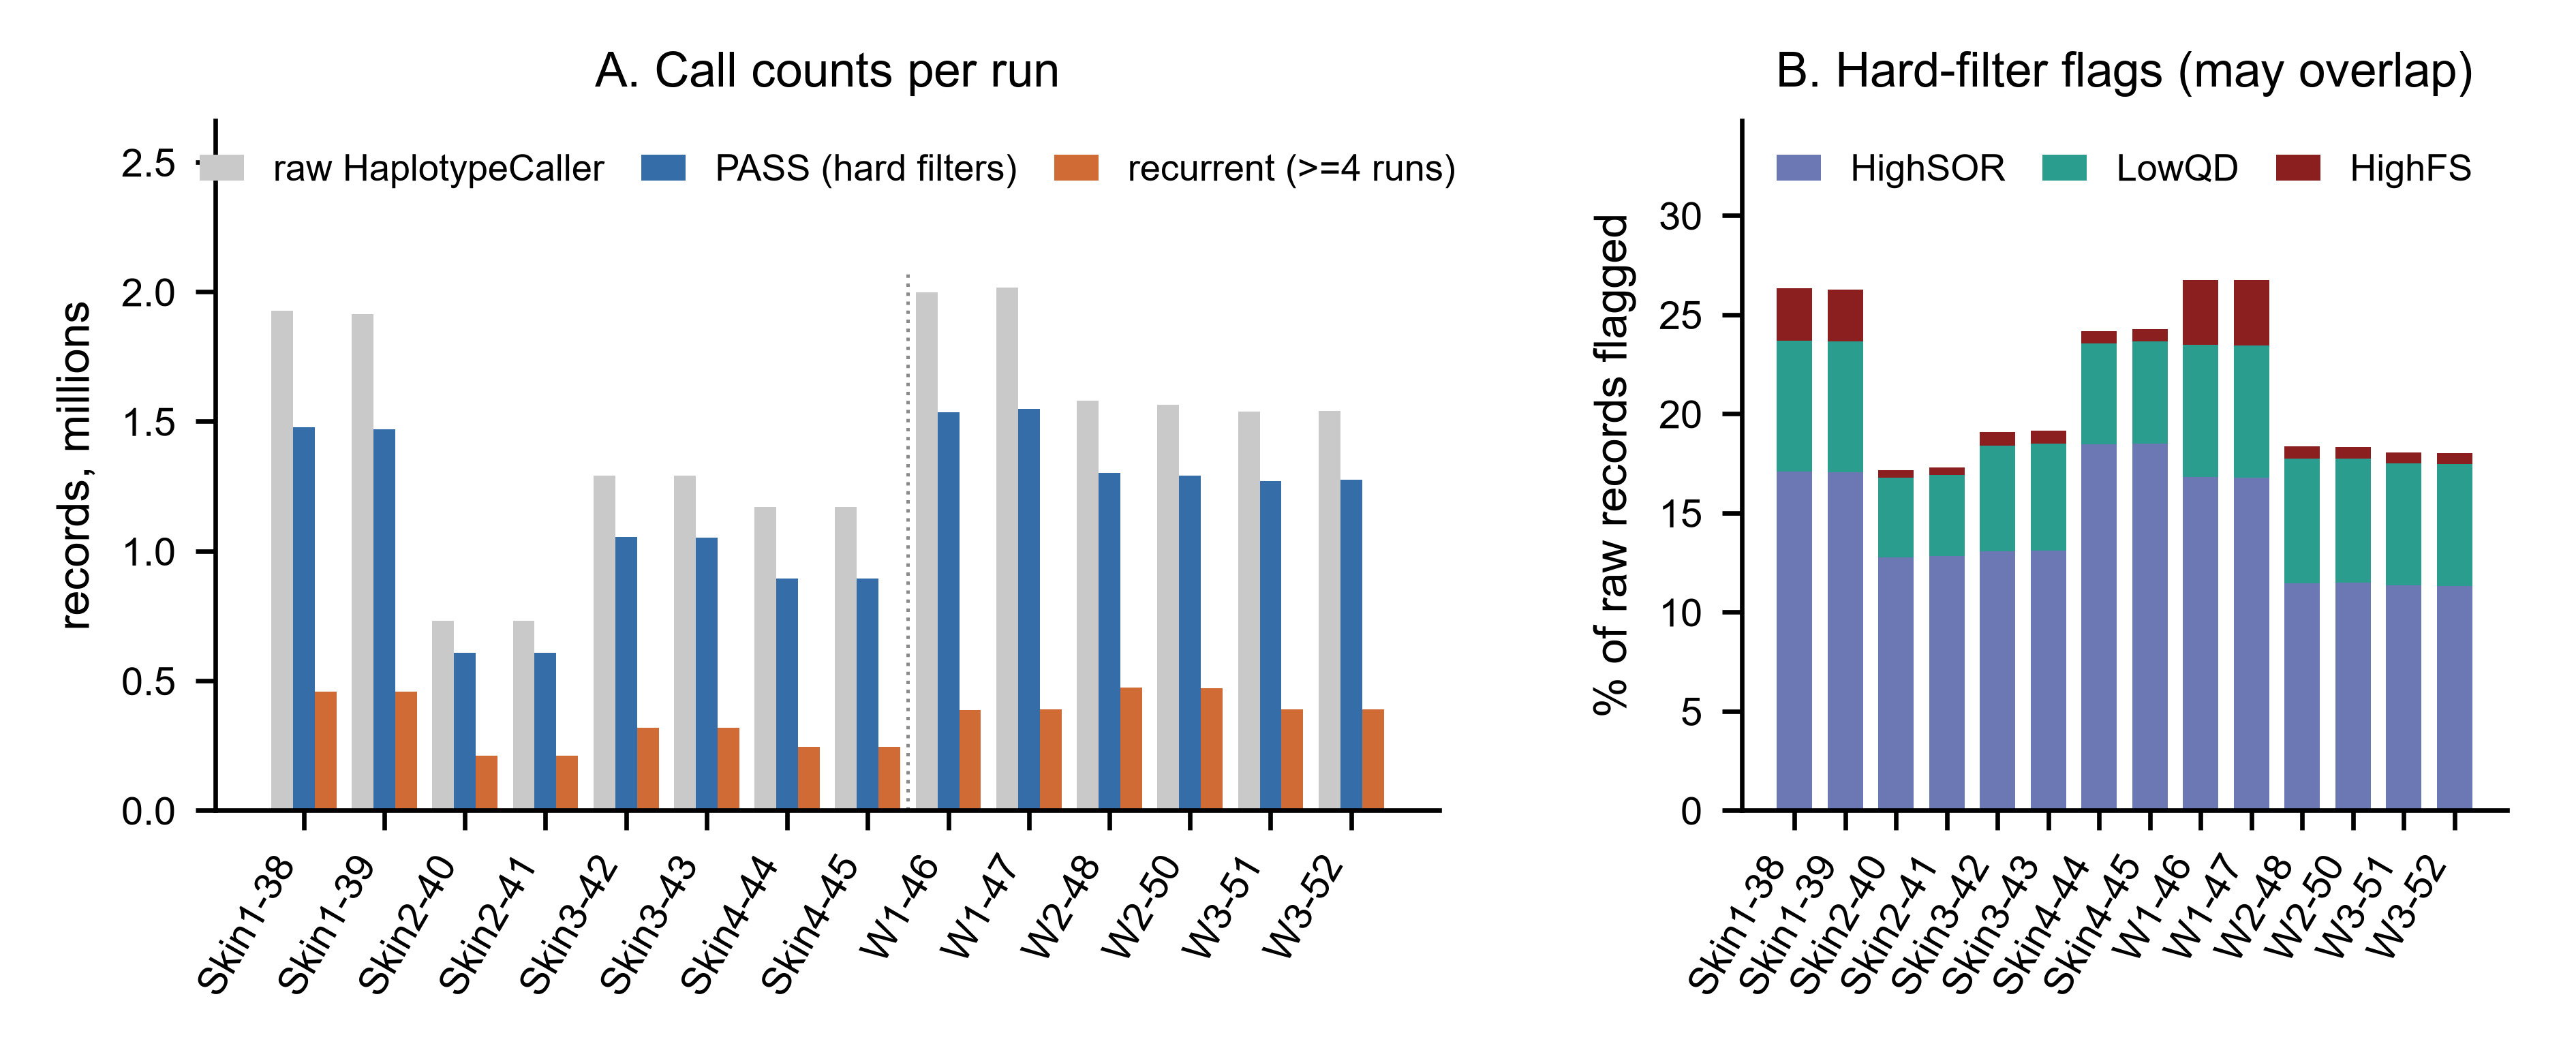 A. Call counts per run
raw HaplotypeCaller PASS (hard filters) recurrent (>=4 runs)
records, millions
2.5
2.0
1.5
1.0
0.5
0.0
Skin1-38
Skin1-39
Skin2-40
Skin2-41
Skin3-42
Skin3-43
Skin4-44
Skin4-45
W1-46
W1-47
W2-48
W2-50
W3-51
W3-52
B. Hard-filter flags (may overlap)
HighSOR LowQD HighFS
% of raw records flagged
30
25
20
15
10
5
0
Skin1-38
Skin1-39
Skin2-40
Skin2-41
Skin3-42
Skin3-43
Skin4-44
Skin4-45
W1-46
W1-47
W2-48
W2-50
W3-51
W3-52